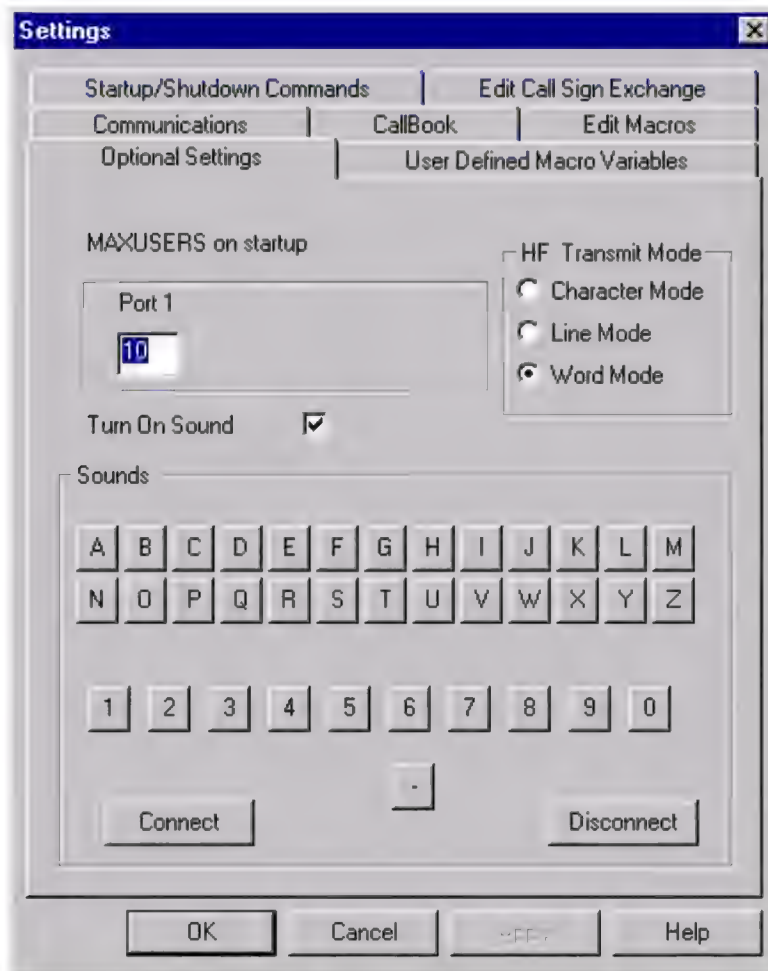 Settings
Startup/Shutdown Commands Edit Call Sign Exchange
Communications CallBook Edit Macros
Optional Settings User Defined Macro Variables
MAXUSERS on startup
HF Transmit Mode
Port 1
Character Mode
10
Line Mode
Word Mode
Turn On Sound
Sounds
A B C D E F G H I J K L M
N O P Q R S T U V W X Y Z
1 2 3 4 5 6 7 8 9 0
-
Connect Disconnect
OK Cancel Help